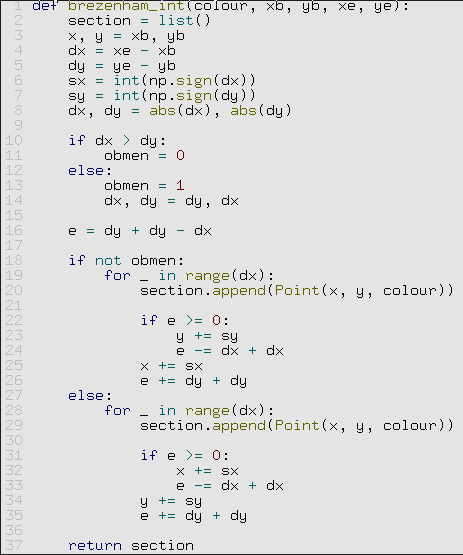 1 def brezenham_int(colour, xb, yb, xe, ye):
2     section = list()
3     x, y = xb, yb
4     dx = xe - xb
5     dy = ye - yb
6     sx = int(np.sign(dx))
7     sy = int(np.sign(dy))
8     dx, dy = abs(dx), abs(dy)
9
10     if dx > dy:
11         obmen = 0
12     else:
13         obmen = 1
14         dx, dy = dy, dx
15
16     e = dy + dy - dx
17
18     if not obmen:
19         for _ in range(dx):
20             section.append(Point(x, y, colour))
21
22             if e >= 0:
23                 y += sy
24                 e -= dx + dx
25             x += sx
26             e += dy + dy
27     else:
28         for _ in range(dx):
29             section.append(Point(x, y, colour))
30
31             if e >= 0:
32                 x += sx
33                 e -= dx + dx
34             y += sy
35             e += dy + dy
36
37     return section